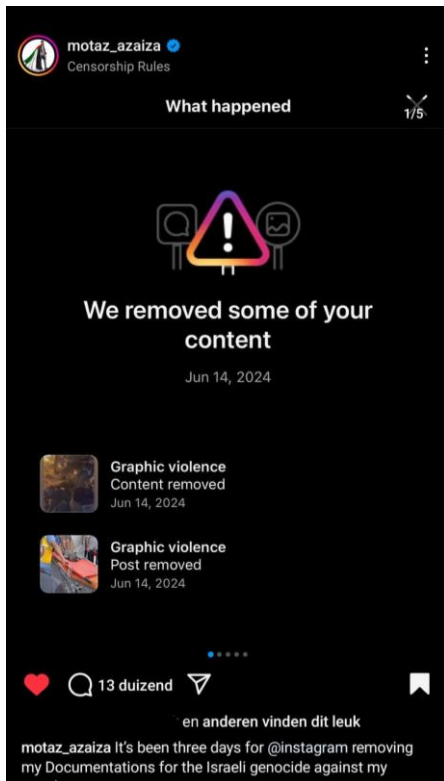 motaz_azaiza
Censorship Rules
What happened
1/5
We removed some of your
content
Jun 14, 2024
Graphic violence
Content removed
Jun 14, 2024
Graphic violence
Post removed
Jun 14, 2024
13 duizend
en anderen vinden dit leuk
motaz_azaiza It's been three days for @instagram removing
my Documentations for the Israeli genocide against my